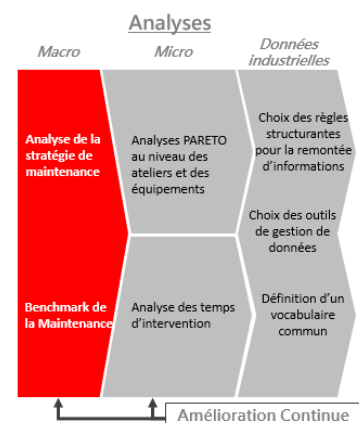 Analyses
Macro
Micro
Données
industrielles
Analyse de la
stratégie de
maintenance
Analyses PARETO
au niveau des
ateliers et des
équipements
Choix des règles
structurantes
pour la remontée
d'informations
Choix des outils
de gestion de
données
Benchmark de
la Maintenance
Analyse des temps
d'intervention
Définition d'un
vocabulaire
commun
Amélioration Continue